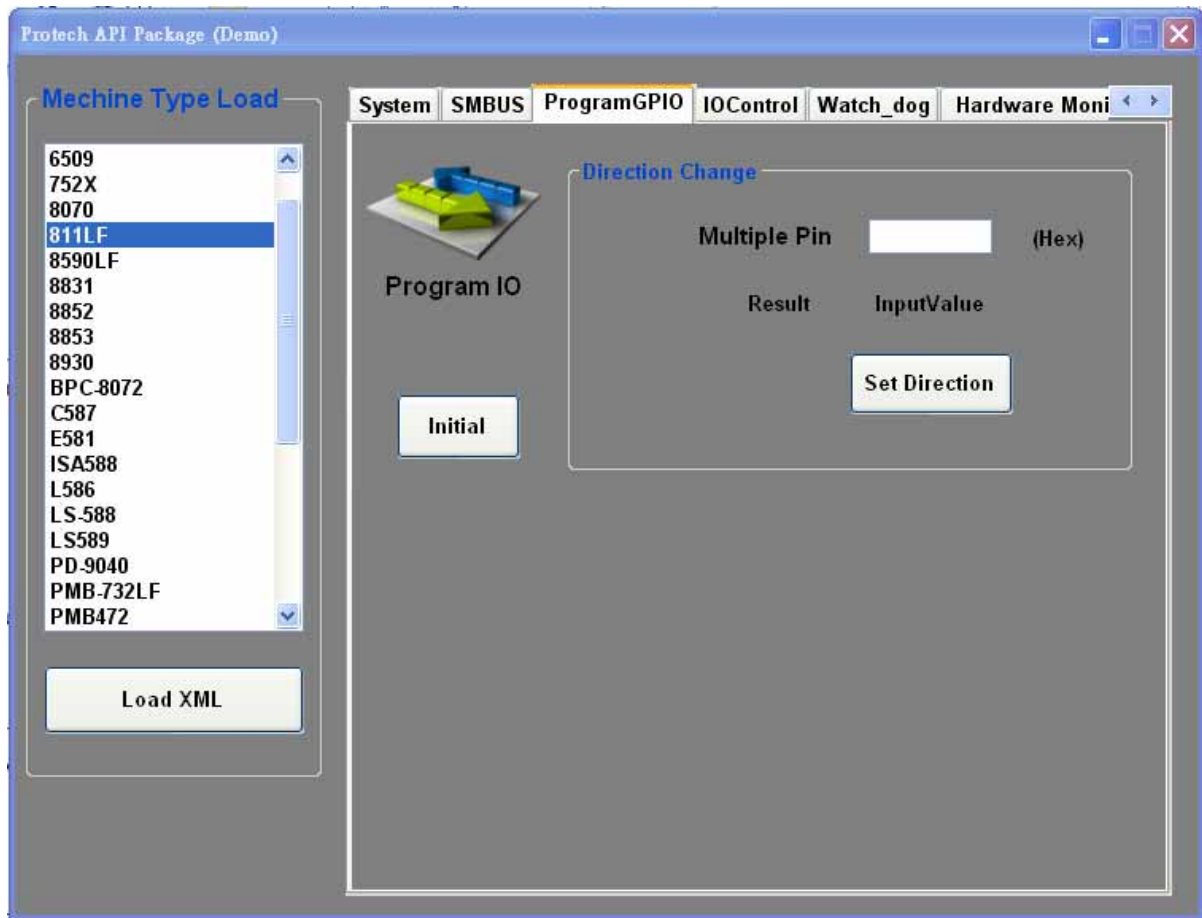 Protech API Package (Demo)
Mechine Type Load
6509
752X
8070
811LF
8590LF
8831
8852
8853
8930
BPC-8072
C587
E581
ISA588
L586
LS-588
LS589
PD-9040
PMB-732LF
PMB472
Load XML
System SMBUS ProgramGPIO IOControl Watch_dog Hardware Moni
Program IO
Initial
Direction Change
Multiple Pin (Hex)
Result InputValue
Set Direction